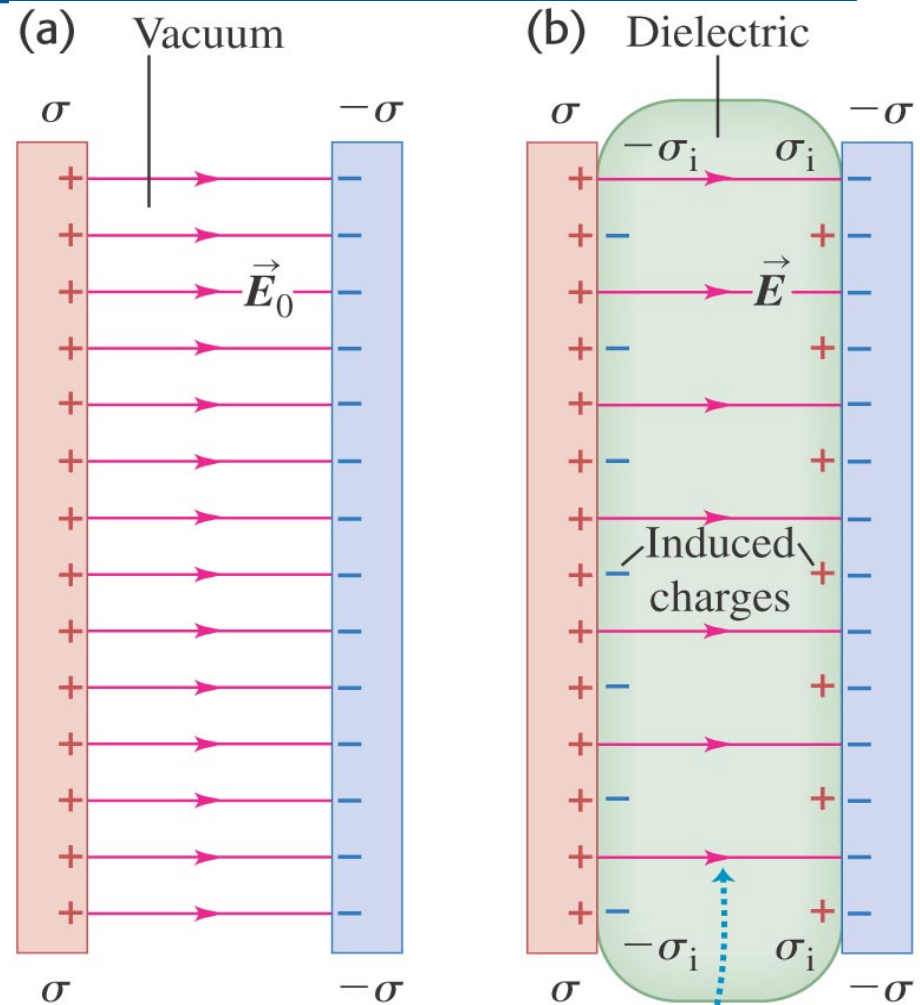 (a) Vacuum
σ −σ
E⃗₀
σ −σ
(b) Dielectric
σ −σ
−σᵢ σᵢ
E⃗
Induced
charges
−σᵢ σᵢ
σ −σ